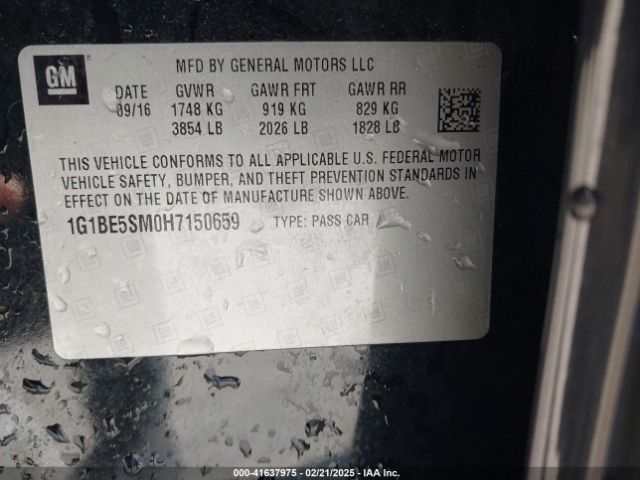 GM
MFD BY GENERAL MOTORS LLC
DATE GVWR GAWR FRT GAWR RR
09/16 1748 KG 919 KG 829 KG
3854 LB 2026 LB 1828 LB
THIS VEHICLE CONFORMS TO ALL APPLICABLE U.S. FEDERAL MOTOR
VEHICLE SAFETY, BUMPER, AND THEFT PREVENTION STANDARDS IN
EFFECT ON THE DATE OF MANUFACTURE SHOWN ABOVE.
1G1BE5SM0H7150659 TYPE: PASS CAR
000-41637975 - 02/21/2025 - IAA Inc.